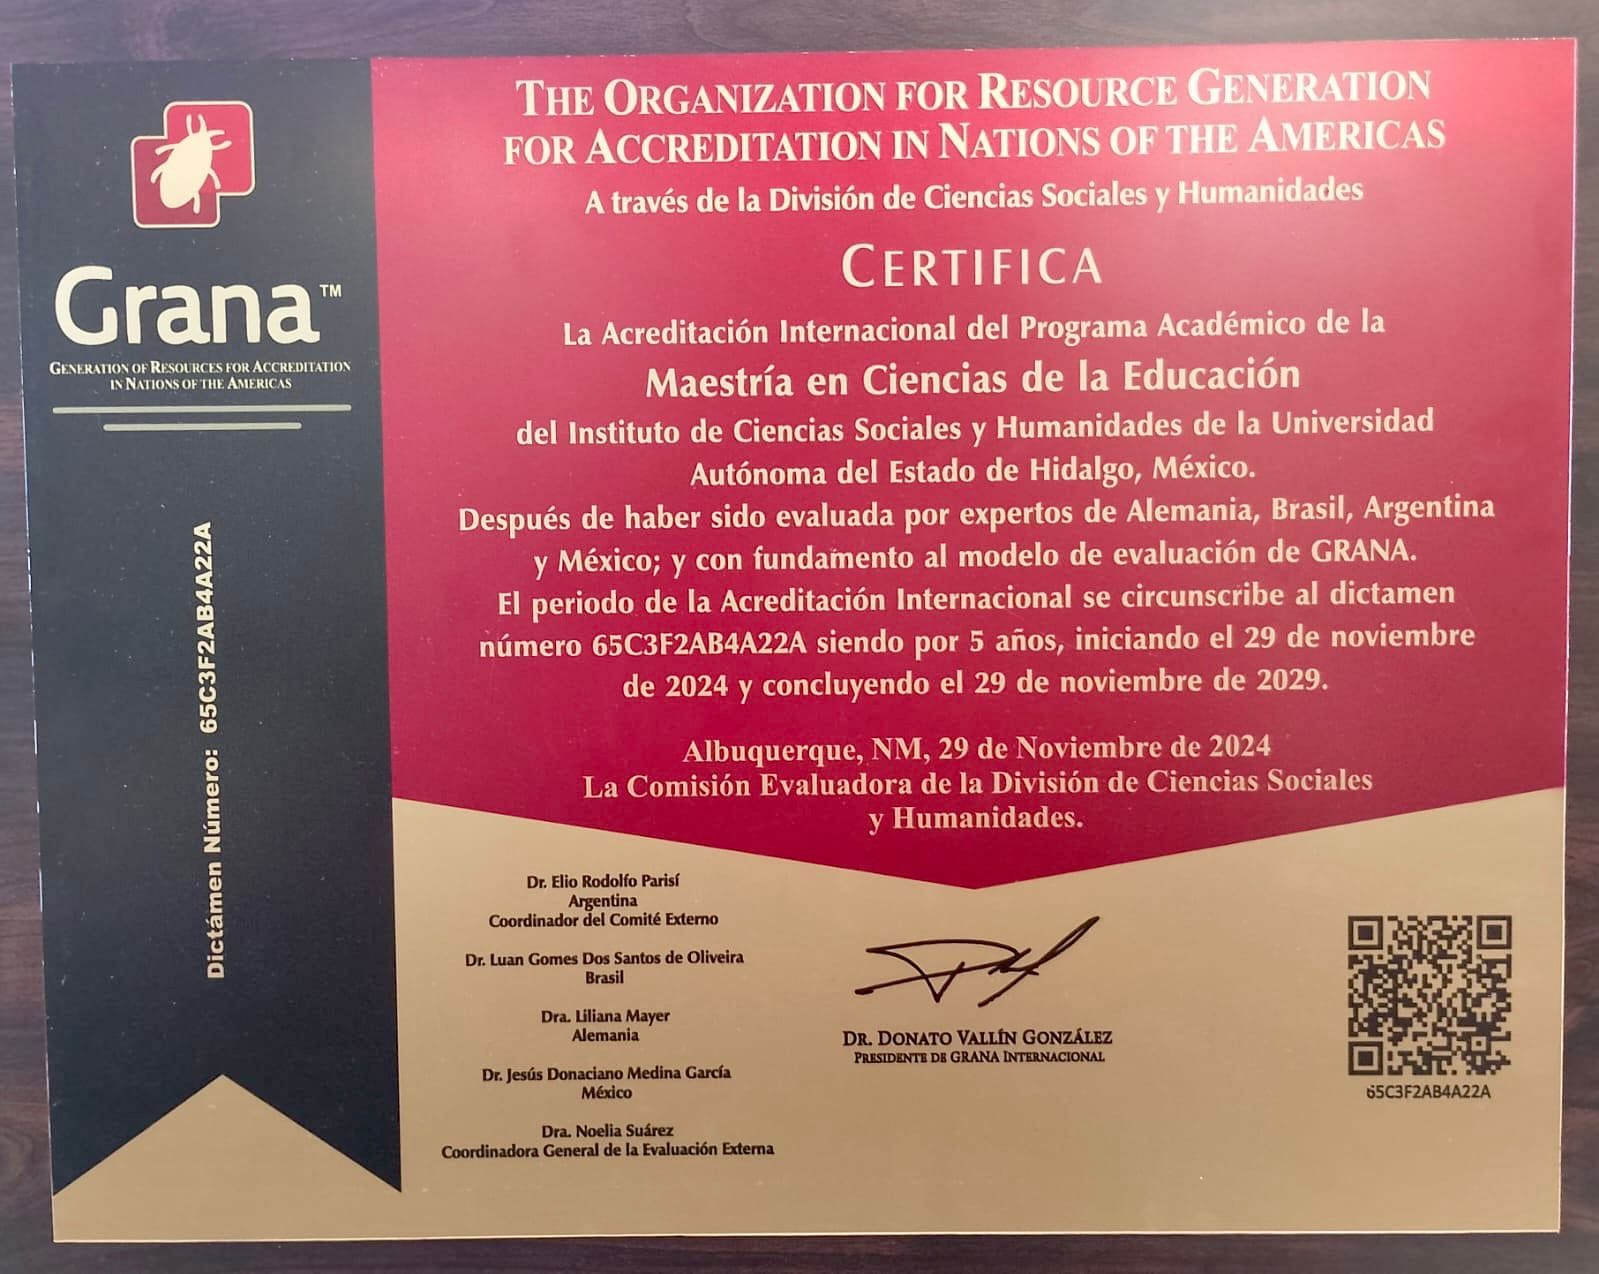 Grana™
GENERATION OF RESOURCES FOR ACCREDITATION
IN NATIONS OF THE AMERICAS
Dictámen Número: 65C3F2AB4A22A
THE ORGANIZATION FOR RESOURCE GENERATION
FOR ACCREDITATION IN NATIONS OF THE AMERICAS
A través de la División de Ciencias Sociales y Humanidades
CERTIFICA
La Acreditación Internacional del Programa Académico de la
Maestría en Ciencias de la Educación
del Instituto de Ciencias Sociales y Humanidades de la Universidad
Autónoma del Estado de Hidalgo, México.
Después de haber sido evaluada por expertos de Alemania, Brasil, Argentina
y México; y con fundamento al modelo de evaluación de GRANA.
El periodo de la Acreditación Internacional se circunscribe al dictamen
número 65C3F2AB4A22A siendo por 5 años, iniciando el 29 de noviembre
de 2024 y concluyendo el 29 de noviembre de 2029.
Albuquerque, NM, 29 de Noviembre de 2024
La Comisión Evaluadora de la División de Ciencias Sociales
y Humanidades.
Dr. Elio Rodolfo Parisí
Argentina
Coordinador del Comité Externo
Dr. Luan Gomes Dos Santos de Oliveira
Brasil
Dra. Liliana Mayer
Alemania
Dr. Jesús Donaciano Medina García
México
Dra. Noelia Suárez
Coordinadora General de la Evaluación Externa
DR. DONATO VALLÍN GONZÁLEZ
PRESIDENTE DE GRANA INTERNACIONAL
65C3F2AB4A22A